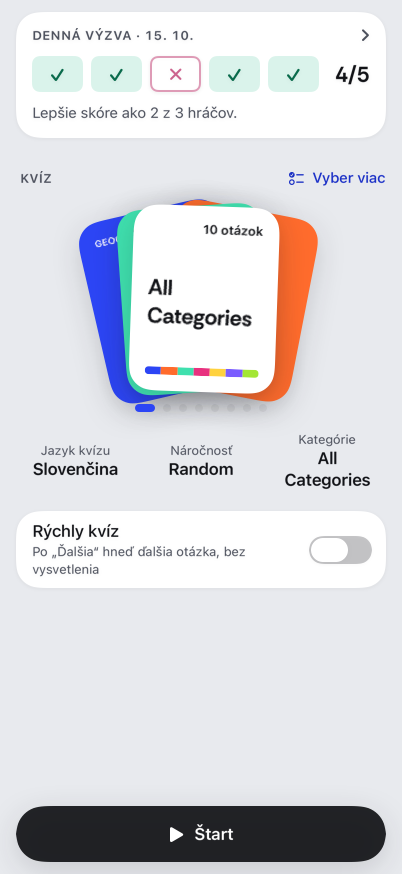 DENNÁ VÝZVA · 15. 10.
4/5
Lepšie skóre ako 2 z 3 hráčov.
KVÍZ
Vyber viac
10 otázok
All
Categories
Jazyk kvízu
Slovenčina
Náročnosť
Random
Kategórie
All
Categories
Rýchly kvíz
Po „Ďalšia“ hneď ďalšia otázka, bez
vysvetlenia
Štart